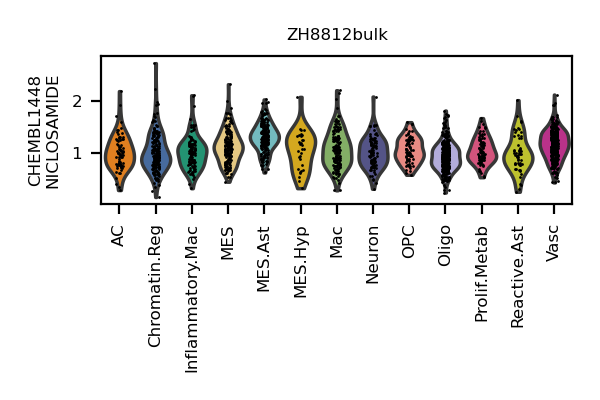 ZH8812bulk
CHEMBL1448
NICLOSAMIDE
2
1
AC
Chromatin.Reg
Inflammatory.Mac
MES
MES.Ast
MES.Hyp
Mac
Neuron
OPC
Oligo
Prolif.Metab
Reactive.Ast
Vasc